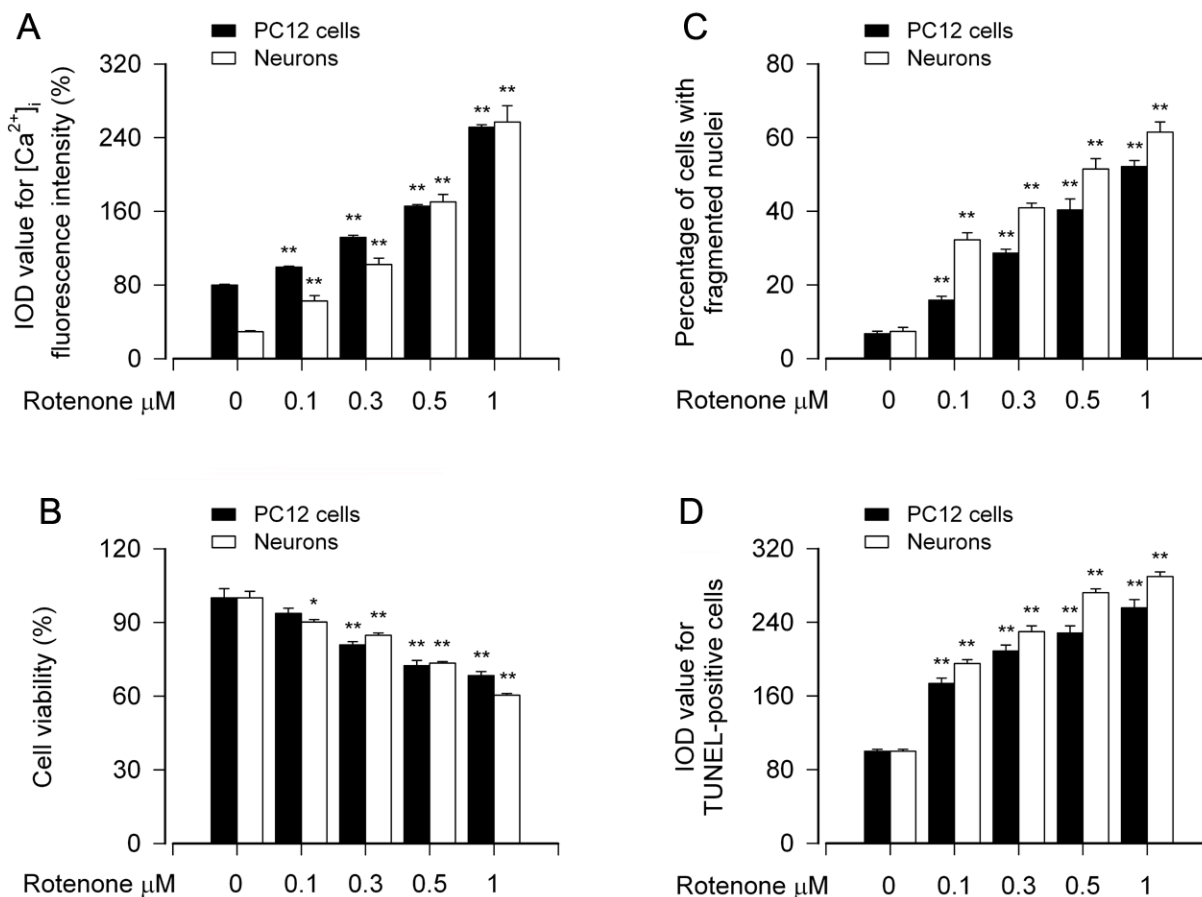 A
PC12 cells
Neurons
IOD value for [Ca²⁺]ᵢ
fluorescence intensity (%)
320
240
160
80
0
** ** ** ** ** ** ** **
Rotenone μM 0 0.1 0.3 0.5 1
C
PC12 cells
Neurons
Percentage of cells with
fragmented nuclei
80
60
40
20
0
** ** ** ** ** ** ** **
Rotenone μM 0 0.1 0.3 0.5 1
B
PC12 cells
Neurons
Cell viability (%)
120
90
60
30
0
* ** ** ** ** ** **
Rotenone μM 0 0.1 0.3 0.5 1
D
PC12 cells
Neurons
IOD value for
TUNEL-positive cells
320
240
160
80
0
** ** ** ** ** ** ** **
Rotenone μM 0 0.1 0.3 0.5 1